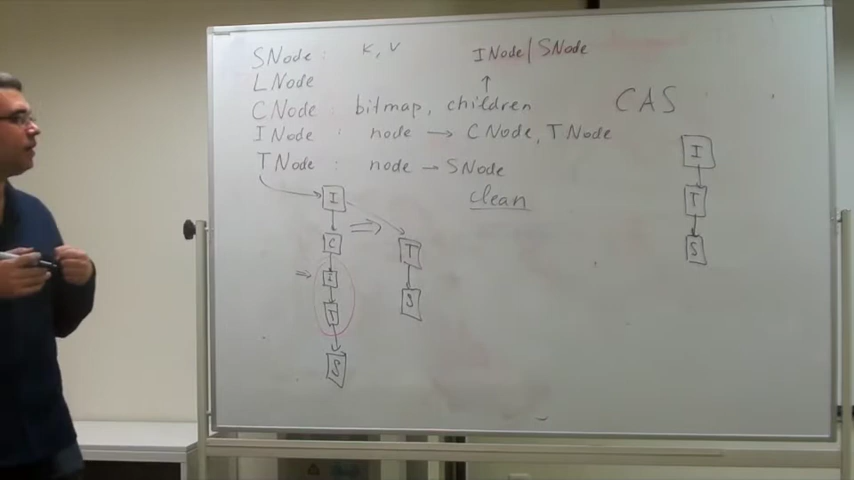 SNode : K, V INode/SNode
LNode
CNode : bitmap, children CAS
INode : node → CNode, TNode
TNode : node → SNode
clean
I
C
I
T
S
T
S
I
T
S